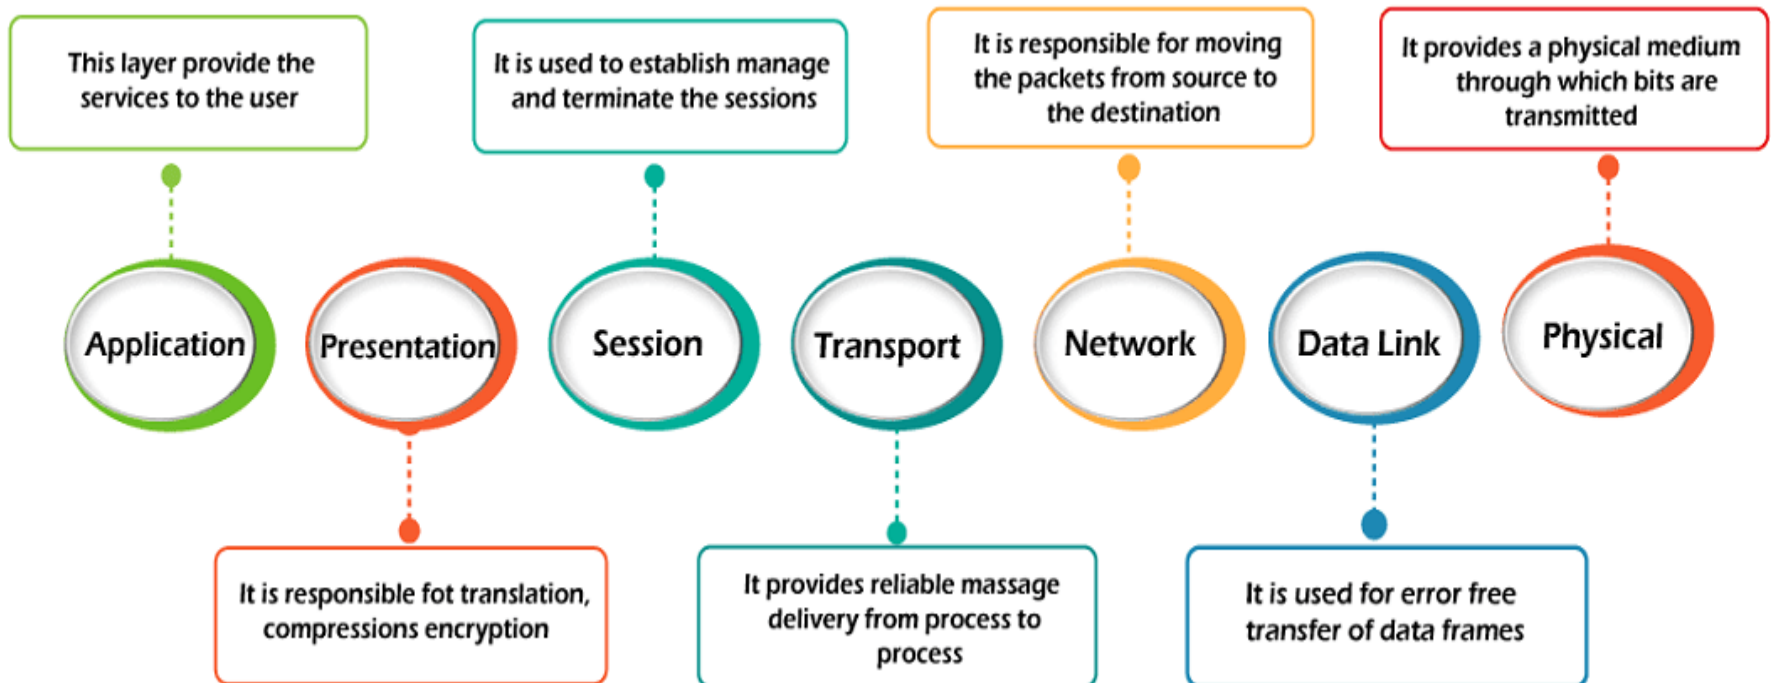 This layer provide the
services to the user
It is used to establish manage
and terminate the sessions
It is responsible for moving
the packets from source to
the destination
It provides a physical medium
through which bits are
transmitted
Application
Presentation
Session
Transport
Network
Data Link
Physical
It is responsible fot translation,
compressions encryption
It provides reliable massage
delivery from process to
process
It is used for error free
transfer of data frames